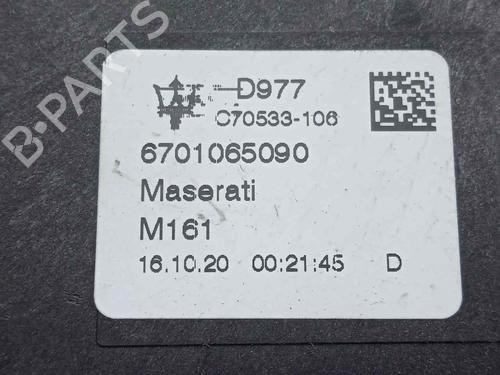 B-PARTS
D977
C70533-106
6701065090
Maserati
M161
16.10.20 00:21:45 D